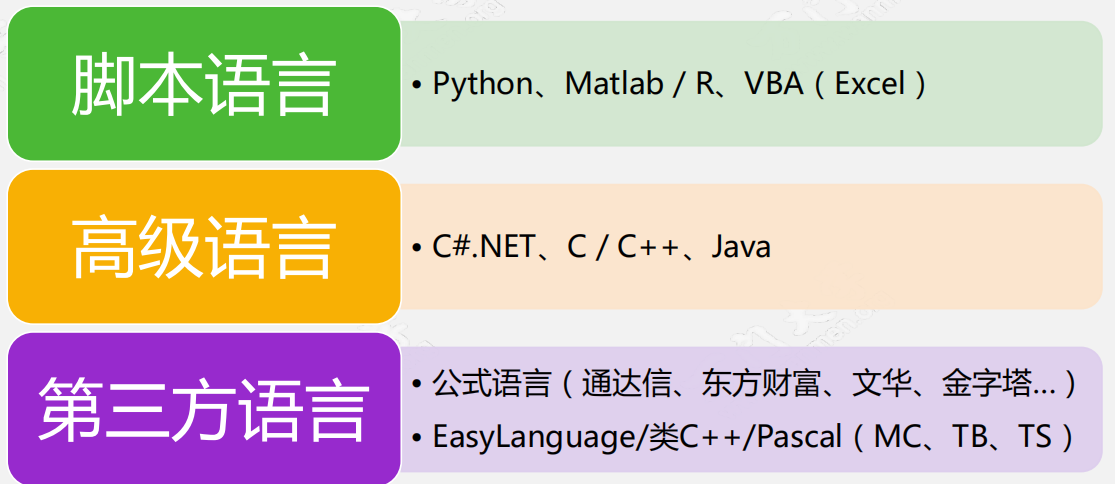 脚本语言
• Python、Matlab / R、VBA（Excel）
高级语言
• C#.NET、C / C++、Java
第三方语言
• 公式语言（通达信、东方财富、文华、金字塔…）
• EasyLanguage/类C++/Pascal（MC、TB、TS）